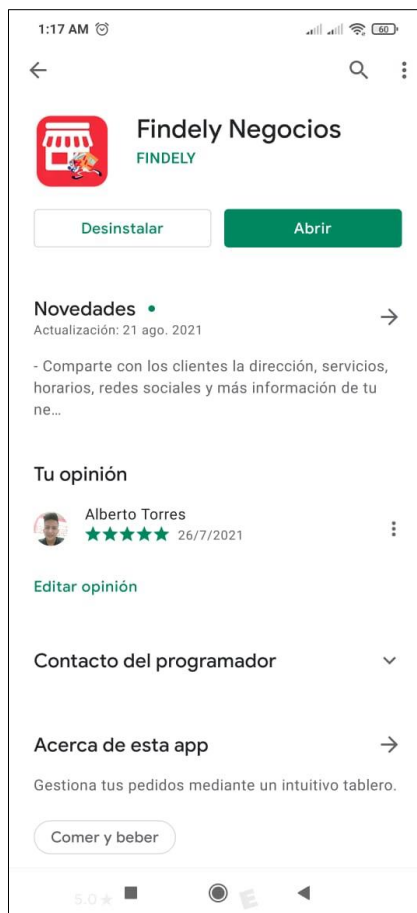 1:17 AM
60
Findely Negocios
FINDELY
Desinstalar
Abrir
Novedades
Actualización: 21 ago. 2021
- Comparte con los clientes la dirección, servicios,
horarios, redes sociales y más información de tu
ne...
Tu opinión
Alberto Torres
26/7/2021
Editar opinión
Contacto del programador
Acerca de esta app
Gestiona tus pedidos mediante un intuitivo tablero.
Comer y beber
5.0★
E